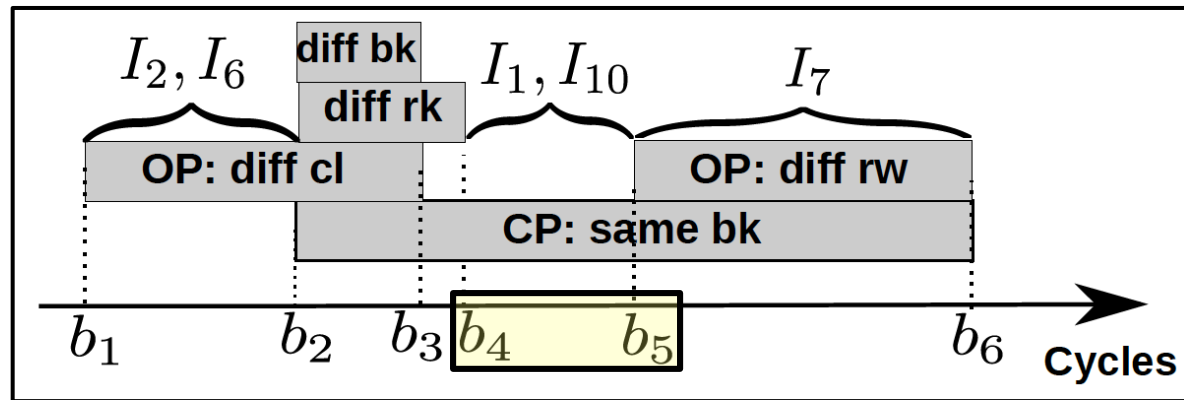 diff bk
I₂, I₆ I₁, I₁₀ I₇
diff rk
OP: diff cl OP: diff rw
CP: same bk
b₁ b₂ b₃ b₄ b₅ b₆
Cycles